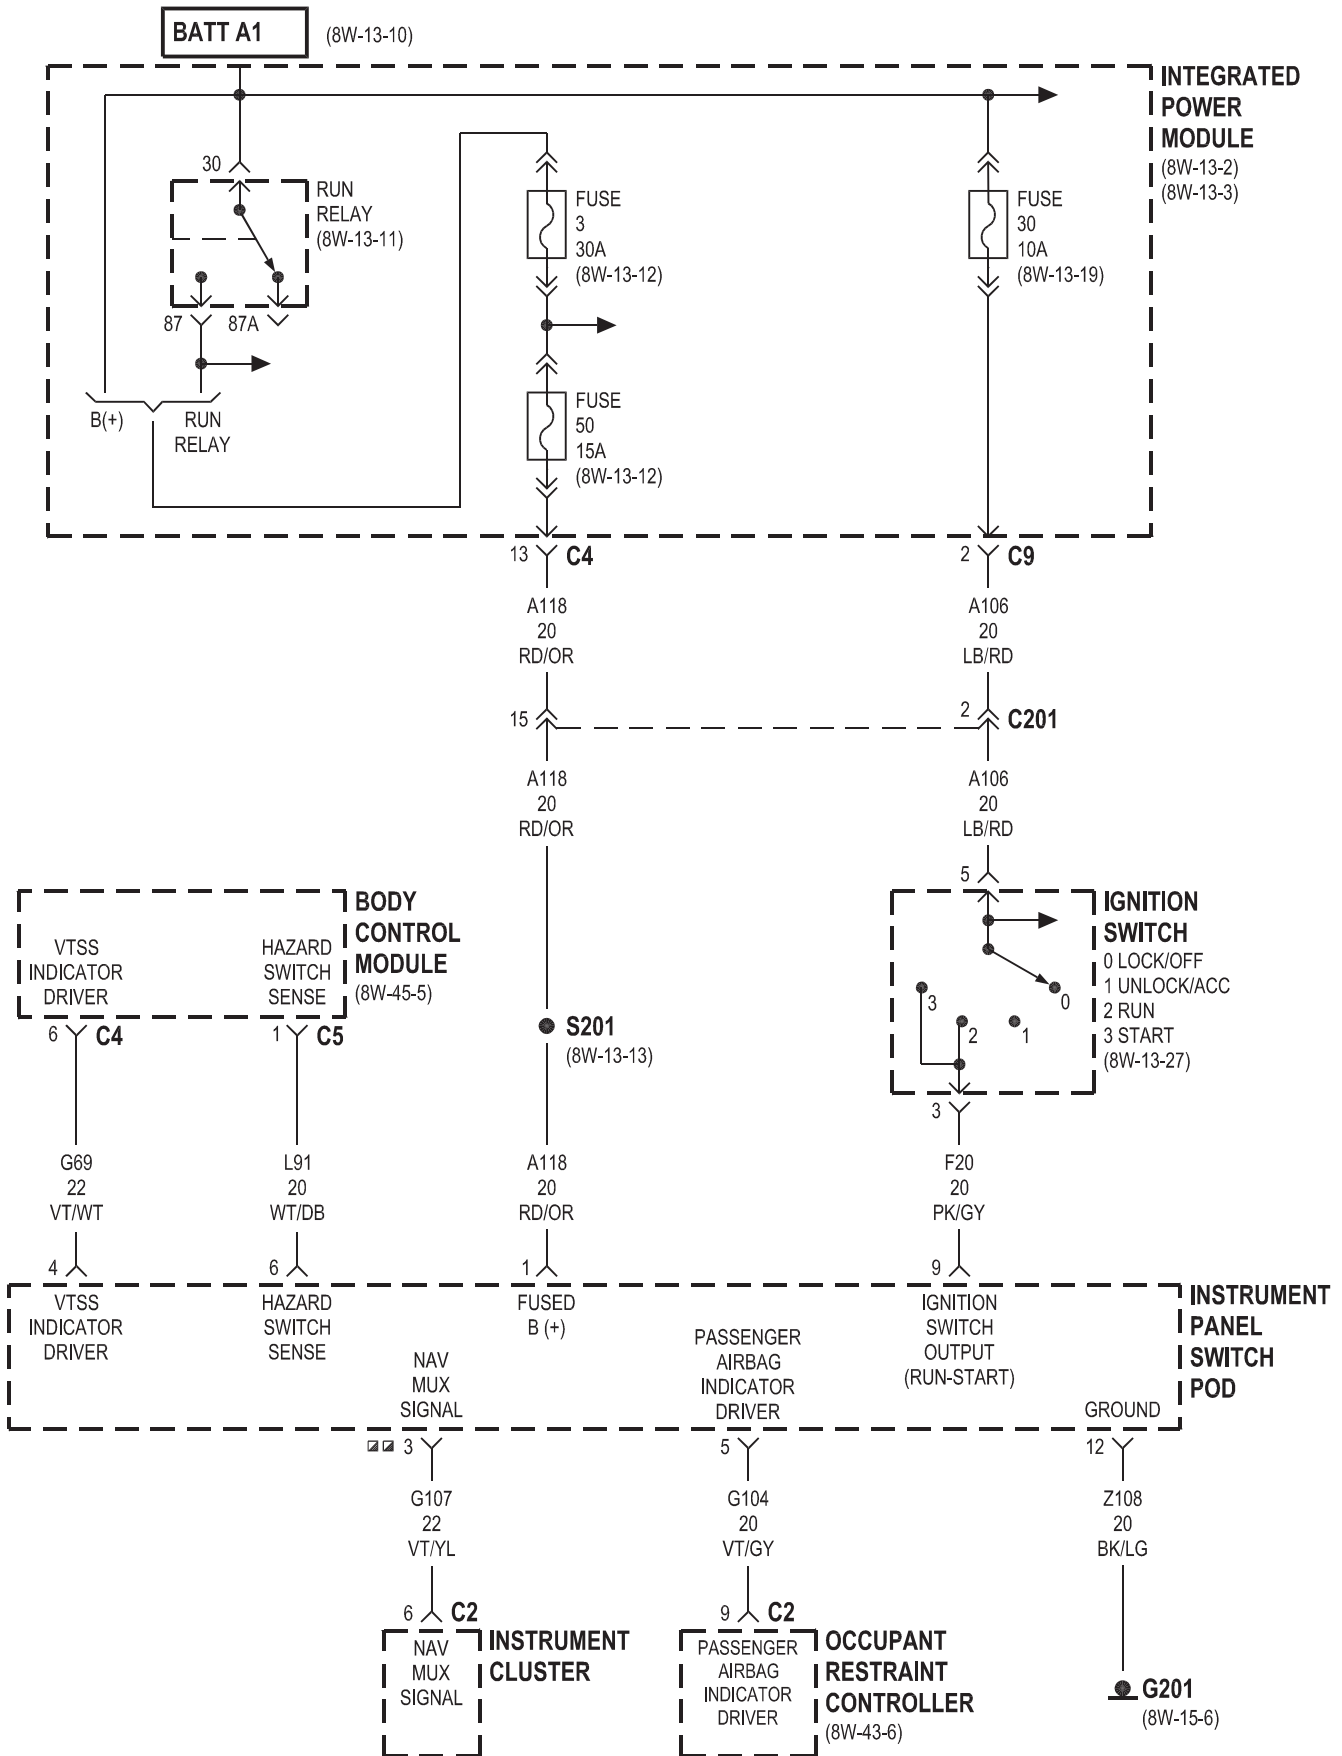 BATT A1
(8W-13-10)
INTEGRATED
POWER
MODULE
(8W-13-2)
(8W-13-3)
30
RUN
RELAY
(8W-13-11)
87
87A
B(+)
RUN
RELAY
FUSE
3
30A
(8W-13-12)
FUSE
50
15A
(8W-13-12)
FUSE
30
10A
(8W-13-19)
13
C4
2
C9
A118
20
RD/OR
A106
20
LB/RD
15
2
C201
A118
20
RD/OR
A106
20
LB/RD
5
BODY
CONTROL
MODULE
(8W-45-5)
VTSS
INDICATOR
DRIVER
HAZARD
SWITCH
SENSE
6
C4
1
C5
S201
(8W-13-13)
IGNITION
SWITCH
0 LOCK/OFF
1 UNLOCK/ACC
2 RUN
3 START
(8W-13-27)
3
2
1
0
3
G69
22
VT/WT
L91
20
WT/DB
A118
20
RD/OR
F20
20
PK/GY
4
6
1
9
INSTRUMENT
PANEL
SWITCH
POD
VTSS
INDICATOR
DRIVER
HAZARD
SWITCH
SENSE
NAV
MUX
SIGNAL
FUSED
B (+)
PASSENGER
AIRBAG
INDICATOR
DRIVER
IGNITION
SWITCH
OUTPUT
(RUN-START)
GROUND
3
5
12
G107
22
VT/YL
G104
20
VT/GY
Z108
20
BK/LG
6
C2
9
C2
NAV
MUX
SIGNAL
INSTRUMENT
CLUSTER
PASSENGER
AIRBAG
INDICATOR
DRIVER
OCCUPANT
RESTRAINT
CONTROLLER
(8W-43-6)
G201
(8W-15-6)